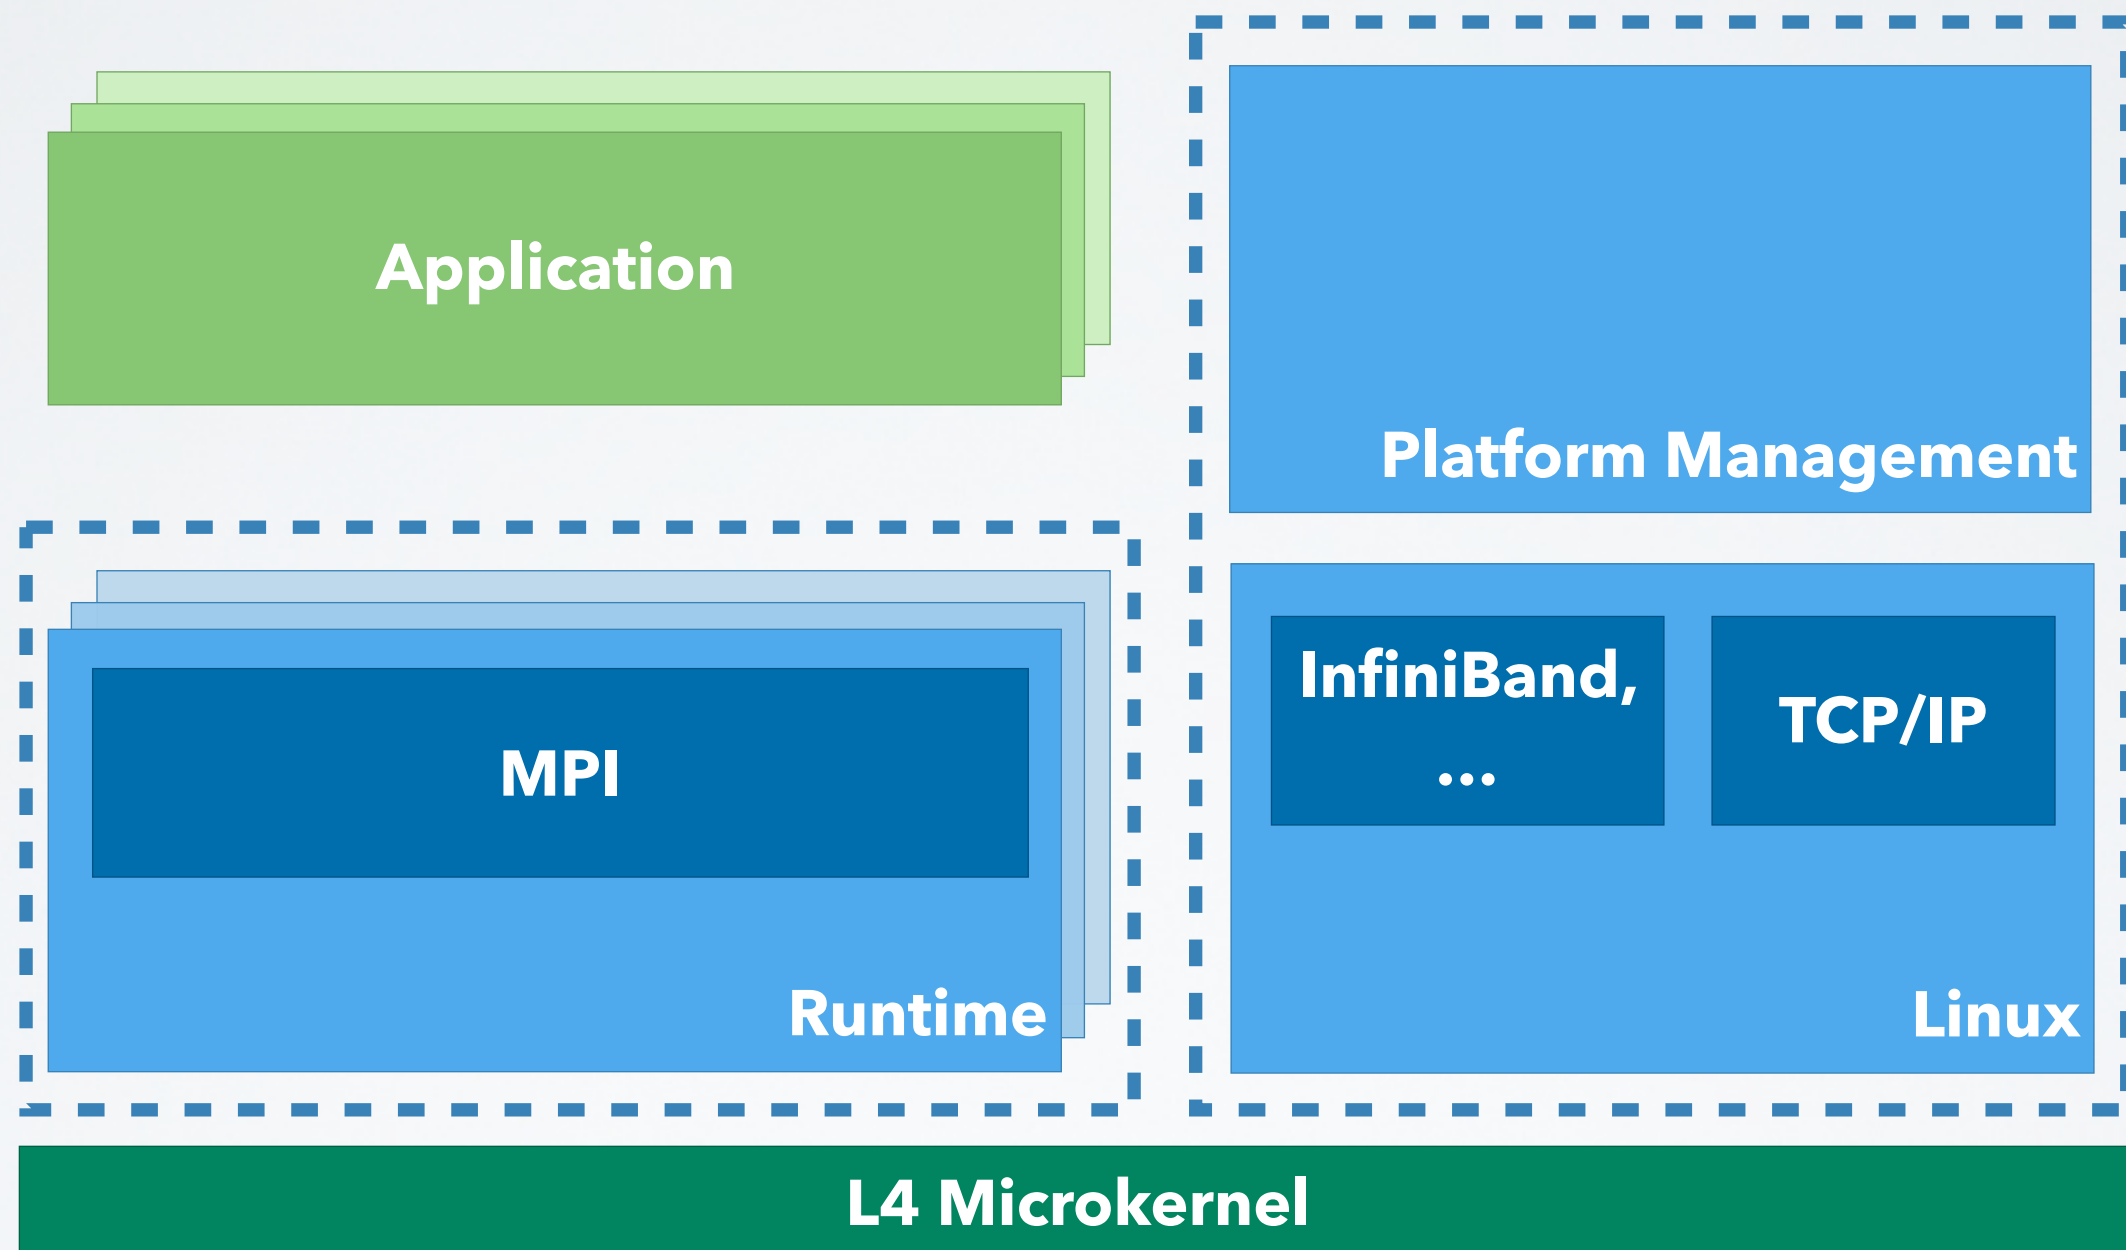 Application
Platform Management
MPI
Runtime
InfiniBand,
...
TCP/IP
Linux
L4 Microkernel